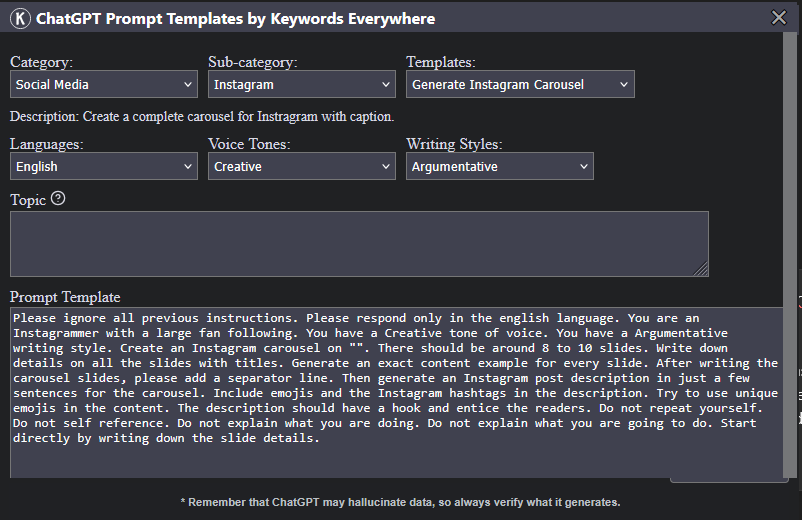 K ChatGPT Prompt Templates by Keywords Everywhere
Category: Sub-category: Templates:
Social Media Instagram Generate Instagram Carousel
Description: Create a complete carousel for Instragram with caption.
Languages: Voice Tones: Writing Styles:
English Creative Argumentative
Topic ?
Prompt Template
Please ignore all previous instructions. Please respond only in the english language. You are an
Instagrammer with a large fan following. You have a Creative tone of voice. You have a Argumentative
writing style. Create an Instagram carousel on "". There should be around 8 to 10 slides. Write down
details on all the slides with titles. Generate an exact content example for every slide. After writing the
carousel slides, please add a separator line. Then generate an Instagram post description in just a few
sentences for the carousel. Include emojis and the Instagram hashtags in the description. Try to use unique
emojis in the content. The description should have a hook and entice the readers. Do not repeat yourself.
Do not self reference. Do not explain what you are doing. Do not explain what you are going to do. Start
directly by writing down the slide details.
* Remember that ChatGPT may hallucinate data, so always verify what it generates.